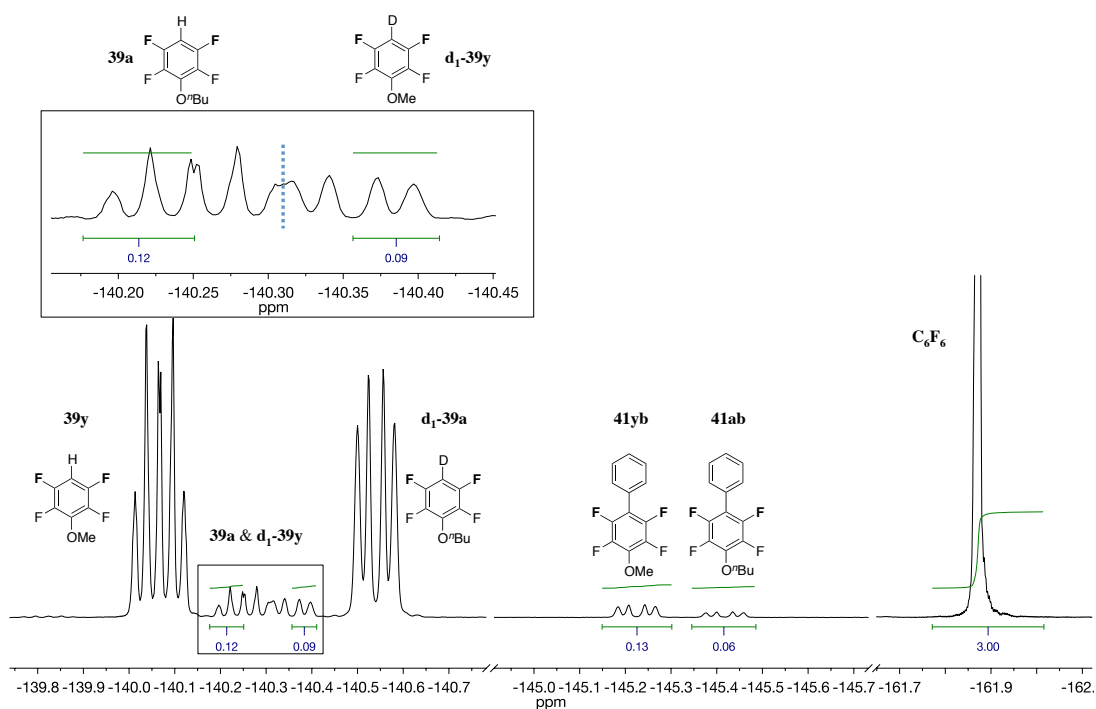 H
D
39a
F F
F F
d₁-39y
F F
F F
OⁿBu
OMe
0.12
0.09
-140.20 -140.25 -140.30 -140.35 -140.40 -140.45
ppm
C₆F₆
39y
d₁-39a
41yb
41ab
H
F F
F F
OMe
D
F F
F F
OⁿBu
39a & d₁-39y
F F
F F
OMe
F F
F F
OⁿBu
0.12
0.09
0.13
0.06
3.00
-139.8 -139.9 -140.0 -140.1 -140.2 -140.3 -140.4 -140.5 -140.6 -140.7
-145.0 -145.1 -145.2 -145.3 -145.4 -145.5 -145.6 -145.7
-161.7 -161.9 -162.
ppm